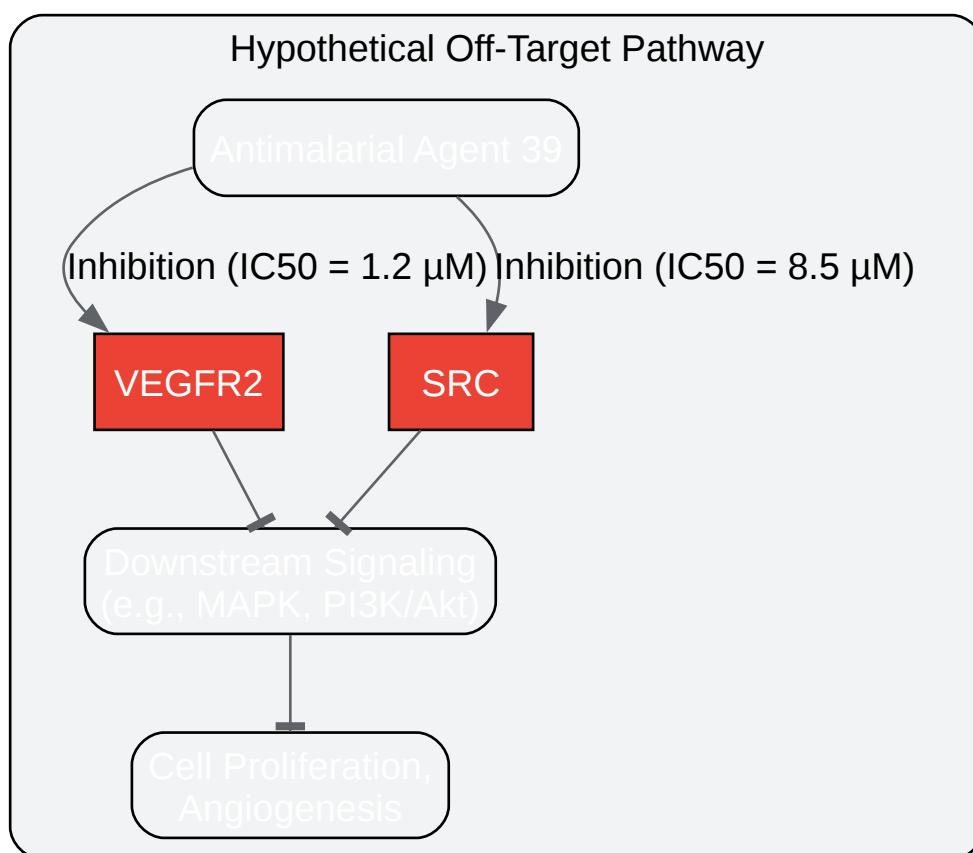 Hypothetical Off-Target Pathway
Antimalarial Agent 39
Inhibition (IC50 = 1.2 µM)
Inhibition (IC50 = 8.5 µM)
VEGFR2
SRC
Downstream Signaling
(e.g., MAPK, PI3K/Akt)
Cell Proliferation,
Angiogenesis